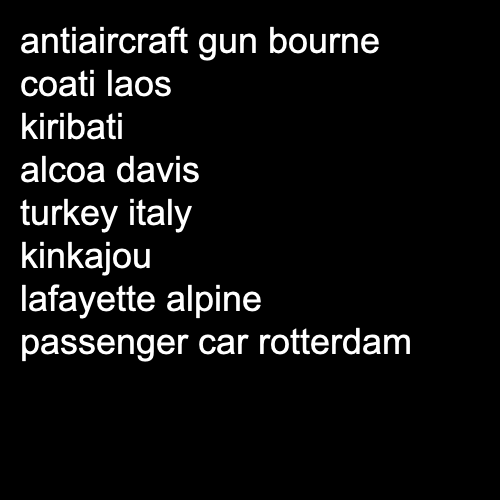 antiaircraft gun bourne
coati laos
kiribati
alcoa davis
turkey italy
kinkajou
lafayette alpine
passenger car rotterdam